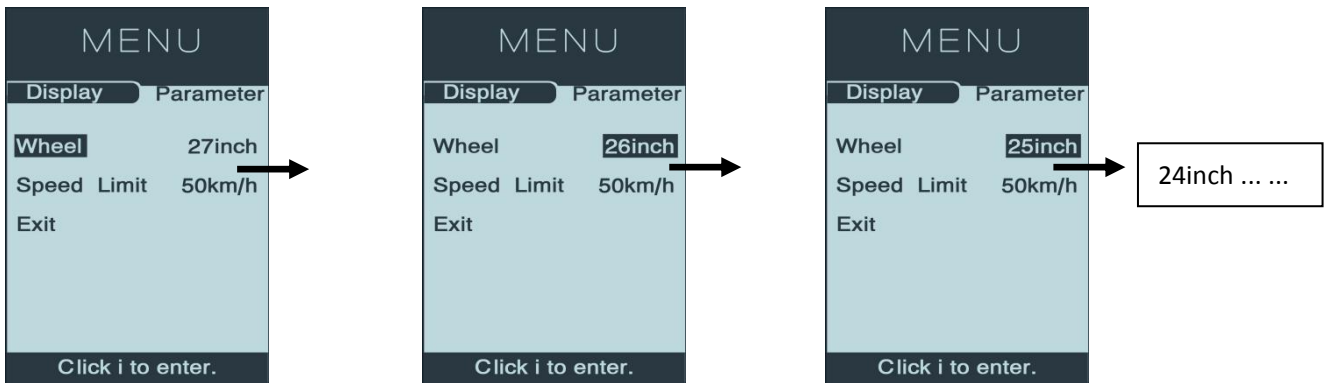 MENU
Display Parameter
Wheel 27inch
Speed Limit 50km/h
Exit
Click i to enter.
MENU
Display Parameter
Wheel 26inch
Speed Limit 50km/h
Exit
Click i to enter.
MENU
Display Parameter
Wheel 25inch
Speed Limit 50km/h
Exit
Click i to enter.
24inch ... ...